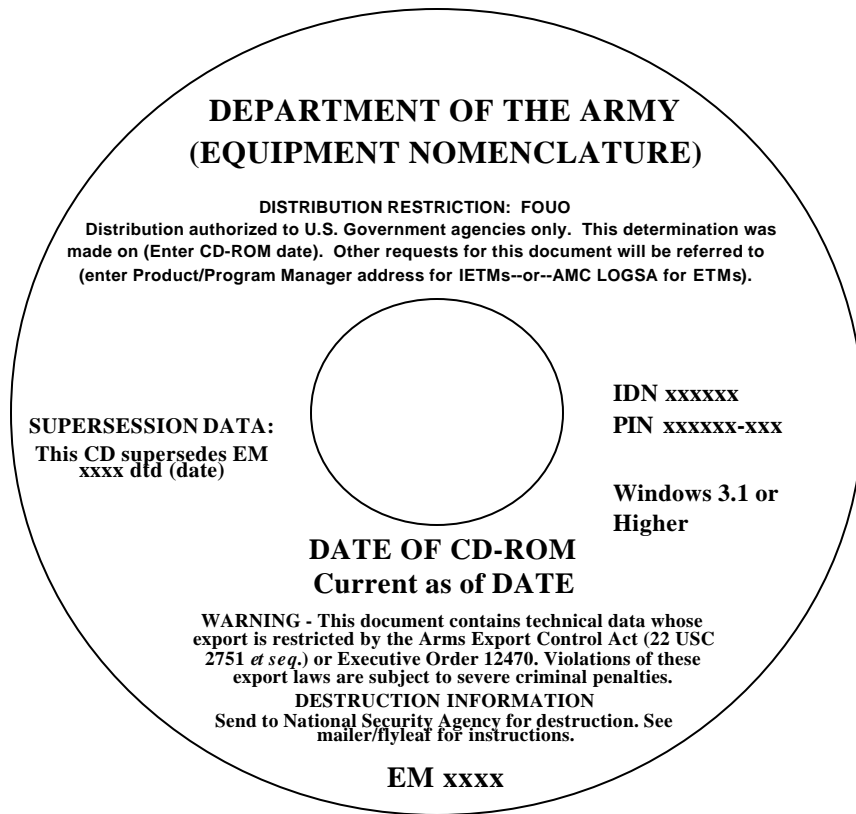 DEPARTMENT OF THE ARMY
(EQUIPMENT NOMENCLATURE)
DISTRIBUTION RESTRICTION: FOUO
Distribution authorized to U.S. Government agencies only. This determination was
made on (Enter CD-ROM date). Other requests for this document will be referred to
(enter Product/Program Manager address for IETMs--or--AMC LOGSA for ETMs).
SUPERSESSION DATA:
This CD supersedes EM
xxxx dtd (date)
IDN xxxxxx
PIN xxxxxx-xxx
Windows 3.1 or
Higher
DATE OF CD-ROM
Current as of DATE
WARNING - This document contains technical data whose
export is restricted by the Arms Export Control Act (22 USC
2751 et seq.) or Executive Order 12470. Violations of these
export laws are subject to severe criminal penalties.
DESTRUCTION INFORMATION
Send to National Security Agency for destruction. See
mailer/flyleaf for instructions.
EM xxxx